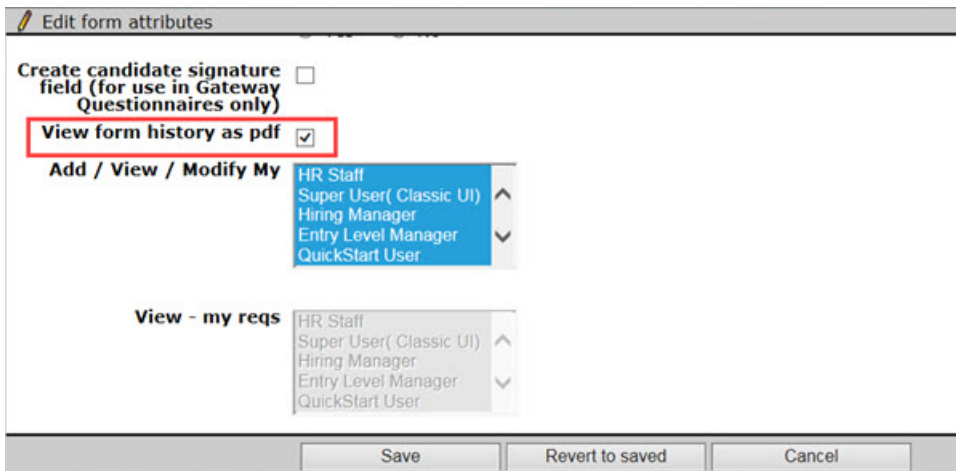 Edit form attributes
Create candidate signature
field (for use in Gateway
Questionnaires only)
View form history as pdf
Add / View / Modify My
HR Staff
Super User( Classic UI)
Hiring Manager
Entry Level Manager
QuickStart User
View - my reqs
HR Staff
Super User( Classic UI)
Hiring Manager
Entry Level Manager
QuickStart User
Save
Revert to saved
Cancel